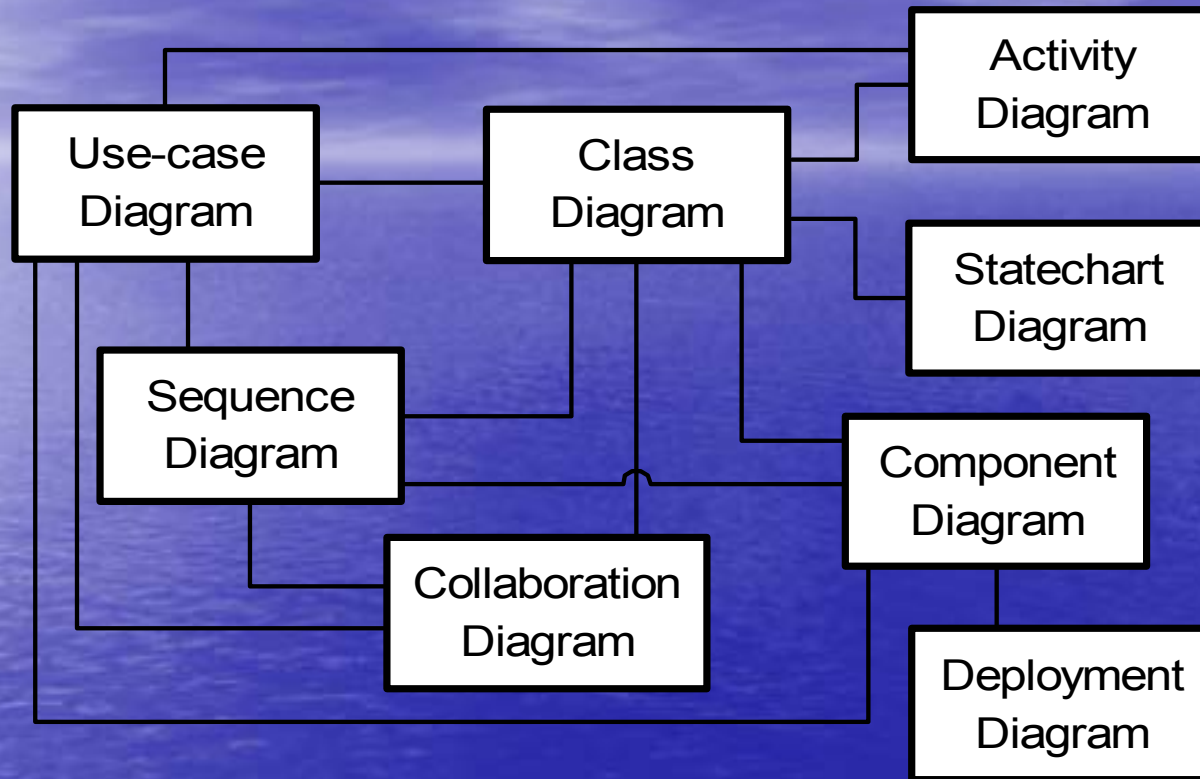 Activity
Diagram
Use-case
Diagram
Class
Diagram
Statechart
Diagram
Sequence
Diagram
Component
Diagram
Collaboration
Diagram
Deployment
Diagram